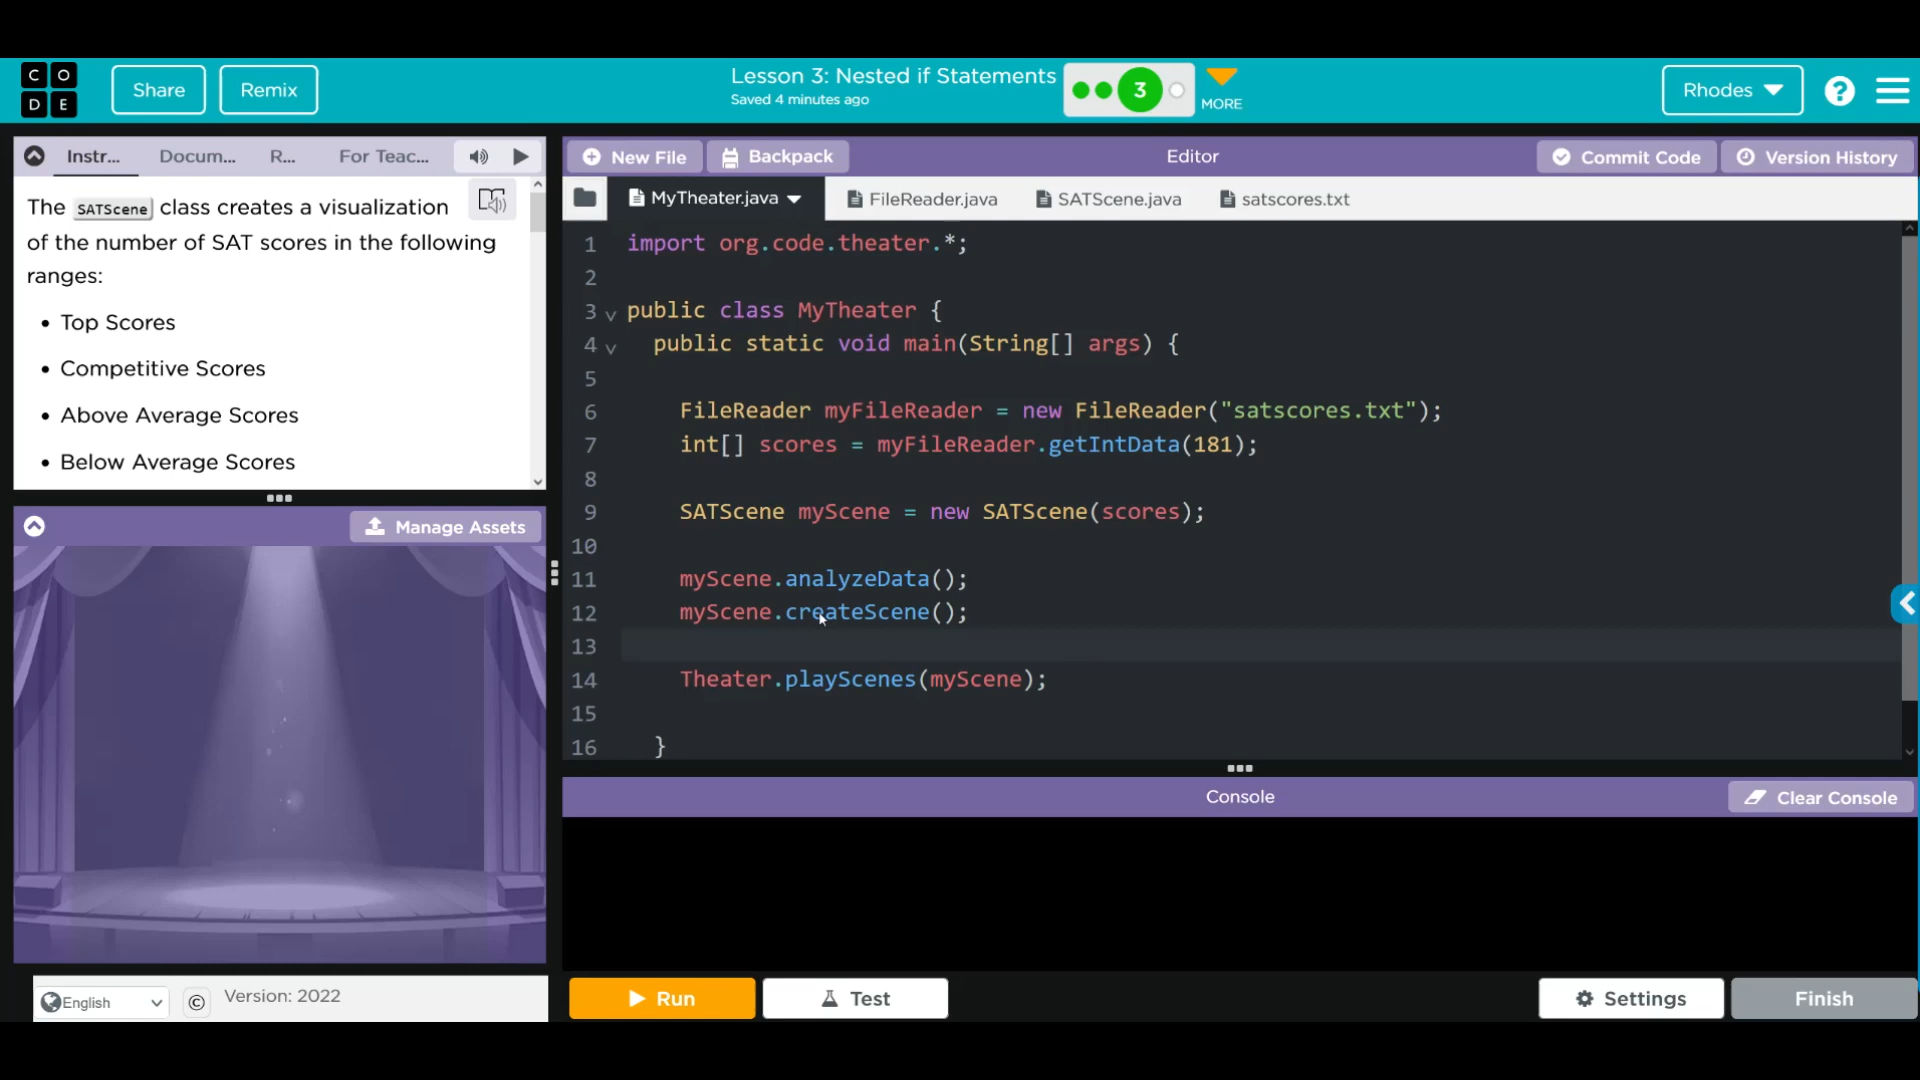 C O
D E
Share
Remix
Lesson 3: Nested if Statements
Saved 4 minutes ago
3
MORE
Rhodes
?
Instr...
Docum...
R...
For Teac...
The SATScene class creates a visualization
of the number of SAT scores in the following
ranges:
• Top Scores
• Competitive Scores
• Above Average Scores
• Below Average Scores
Manage Assets
English
©
Version: 2022
New File
Backpack
Editor
Commit Code
Version History
MyTheater.java
FileReader.java
SATScene.java
satscores.txt
1 import org.code.theater.*;
2
3 public class MyTheater {
4 public static void main(String[] args) {
5
6 FileReader myFileReader = new FileReader("satscores.txt");
7 int[] scores = myFileReader.getIntData(181);
8
9 SATScene myScene = new SATScene(scores);
10
11 myScene.analyzeData();
12 myScene.createScene();
13
14 Theater.playScenes(myScene);
15
16 }
Console
Clear Console
Run
Test
Settings
Finish